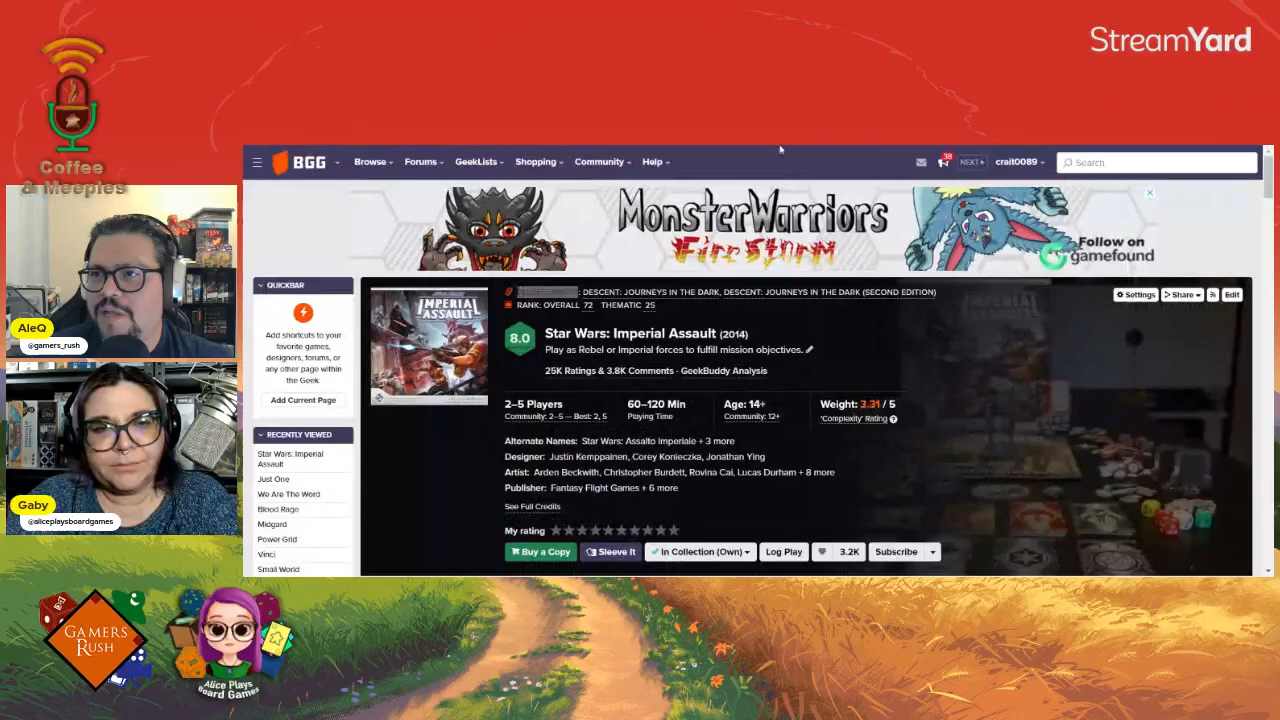 StreamYard
Coffee
& Meeples
BGG
Browse
Forums
GeekLists
Shopping
Community
Help
38
NEXT
crait0089
Search
MonsterWarriors
FireStorm
Follow on
gamefound
QUICKBAR
Add shortcuts to your
favorite games,
designers, forums, or
any other page within
the Geek.
Add Current Page
RECENTLY VIEWED
Star Wars: Imperial
Assault
Just One
We Are The Word
Blood Rage
Midgard
Power Grid
Vinci
Small World
IMPERIAL
ASSAULT
: DESCENT: JOURNEYS IN THE DARK, DESCENT: JOURNEYS IN THE DARK (SECOND EDITION)
RANK: OVERALL 72 THEMATIC 25
Settings
Share
Edit
8.0
Star Wars: Imperial Assault (2014)
Play as Rebel or Imperial forces to fulfill mission objectives.
25K Ratings & 3.8K Comments · GeekBuddy Analysis
2–5 Players
Community: 2–5 — Best: 2, 5
60–120 Min
Playing Time
Age: 14+
Community: 12+
Weight: 3.31 / 5
'Complexity' Rating
Alternate Names: Star Wars: Assalto Imperiale + 3 more
Designer: Justin Kemppainen, Corey Konieczka, Jonathan Ying
Artist: Arden Beckwith, Christopher Burdett, Rovina Cai, Lucas Durham + 8 more
Publisher: Fantasy Flight Games + 6 more
See Full Credits
My rating
Buy a Copy
Sleeve It
In Collection (Own)
Log Play
3.2K
Subscribe
AleQ
@gamers_rush
Gaby
@aliceplaysboardgames
GAMERS
RUSH
Alice Plays
Board Games